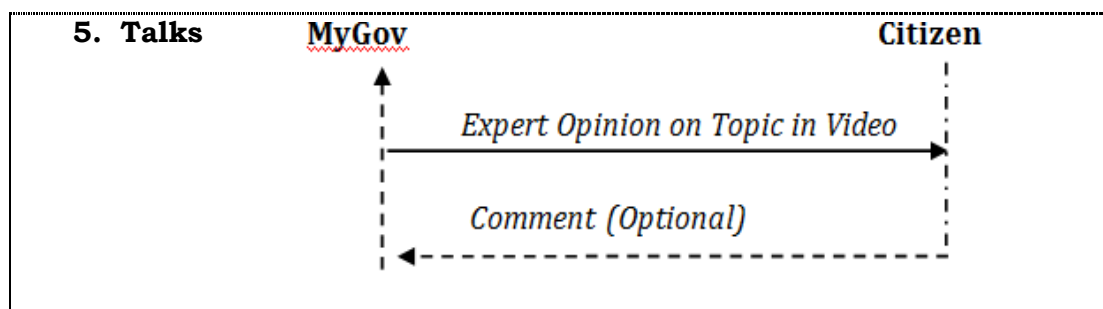 5. Talks MyGov Citizen
Expert Opinion on Topic in Video
Comment (Optional)